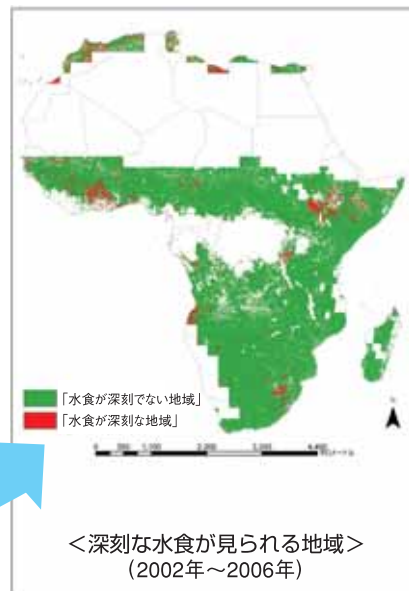 「水食が深刻でない地域」
「水食が深刻な地域」
＜深刻な水食が見られる地域＞
（2002年～2006年）